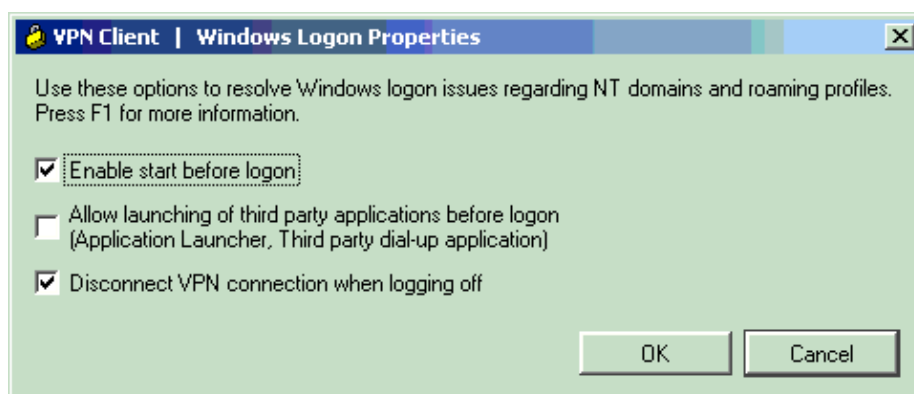 VPN Client | Windows Logon Properties
Use these options to resolve Windows logon issues regarding NT domains and roaming profiles.
Press F1 for more information.
Enable start before logon
Allow launching of third party applications before logon
(Application Launcher, Third party dial-up application)
Disconnect VPN connection when logging off
OK Cancel